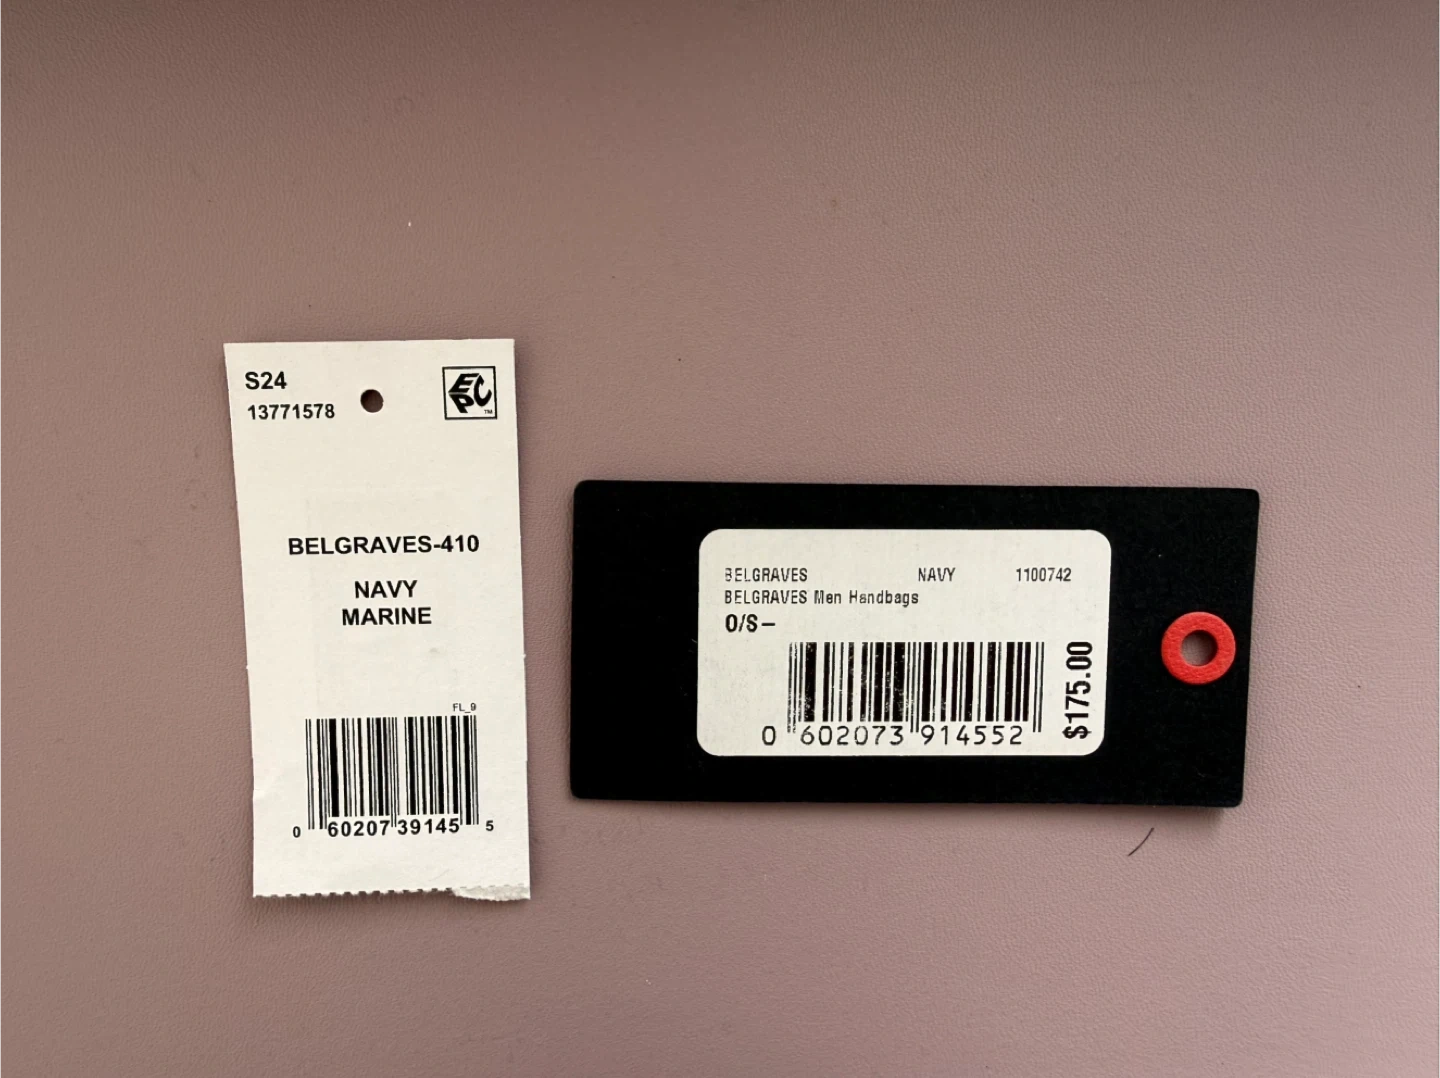 S24
13771578
EPC™
BELGRAVES-410
NAVY
MARINE
FL_9
0 60207 39145 5
BELGRAVES NAVY 1100742
BELGRAVES Men Handbags
O/S–
$175.00
0 602073 914552